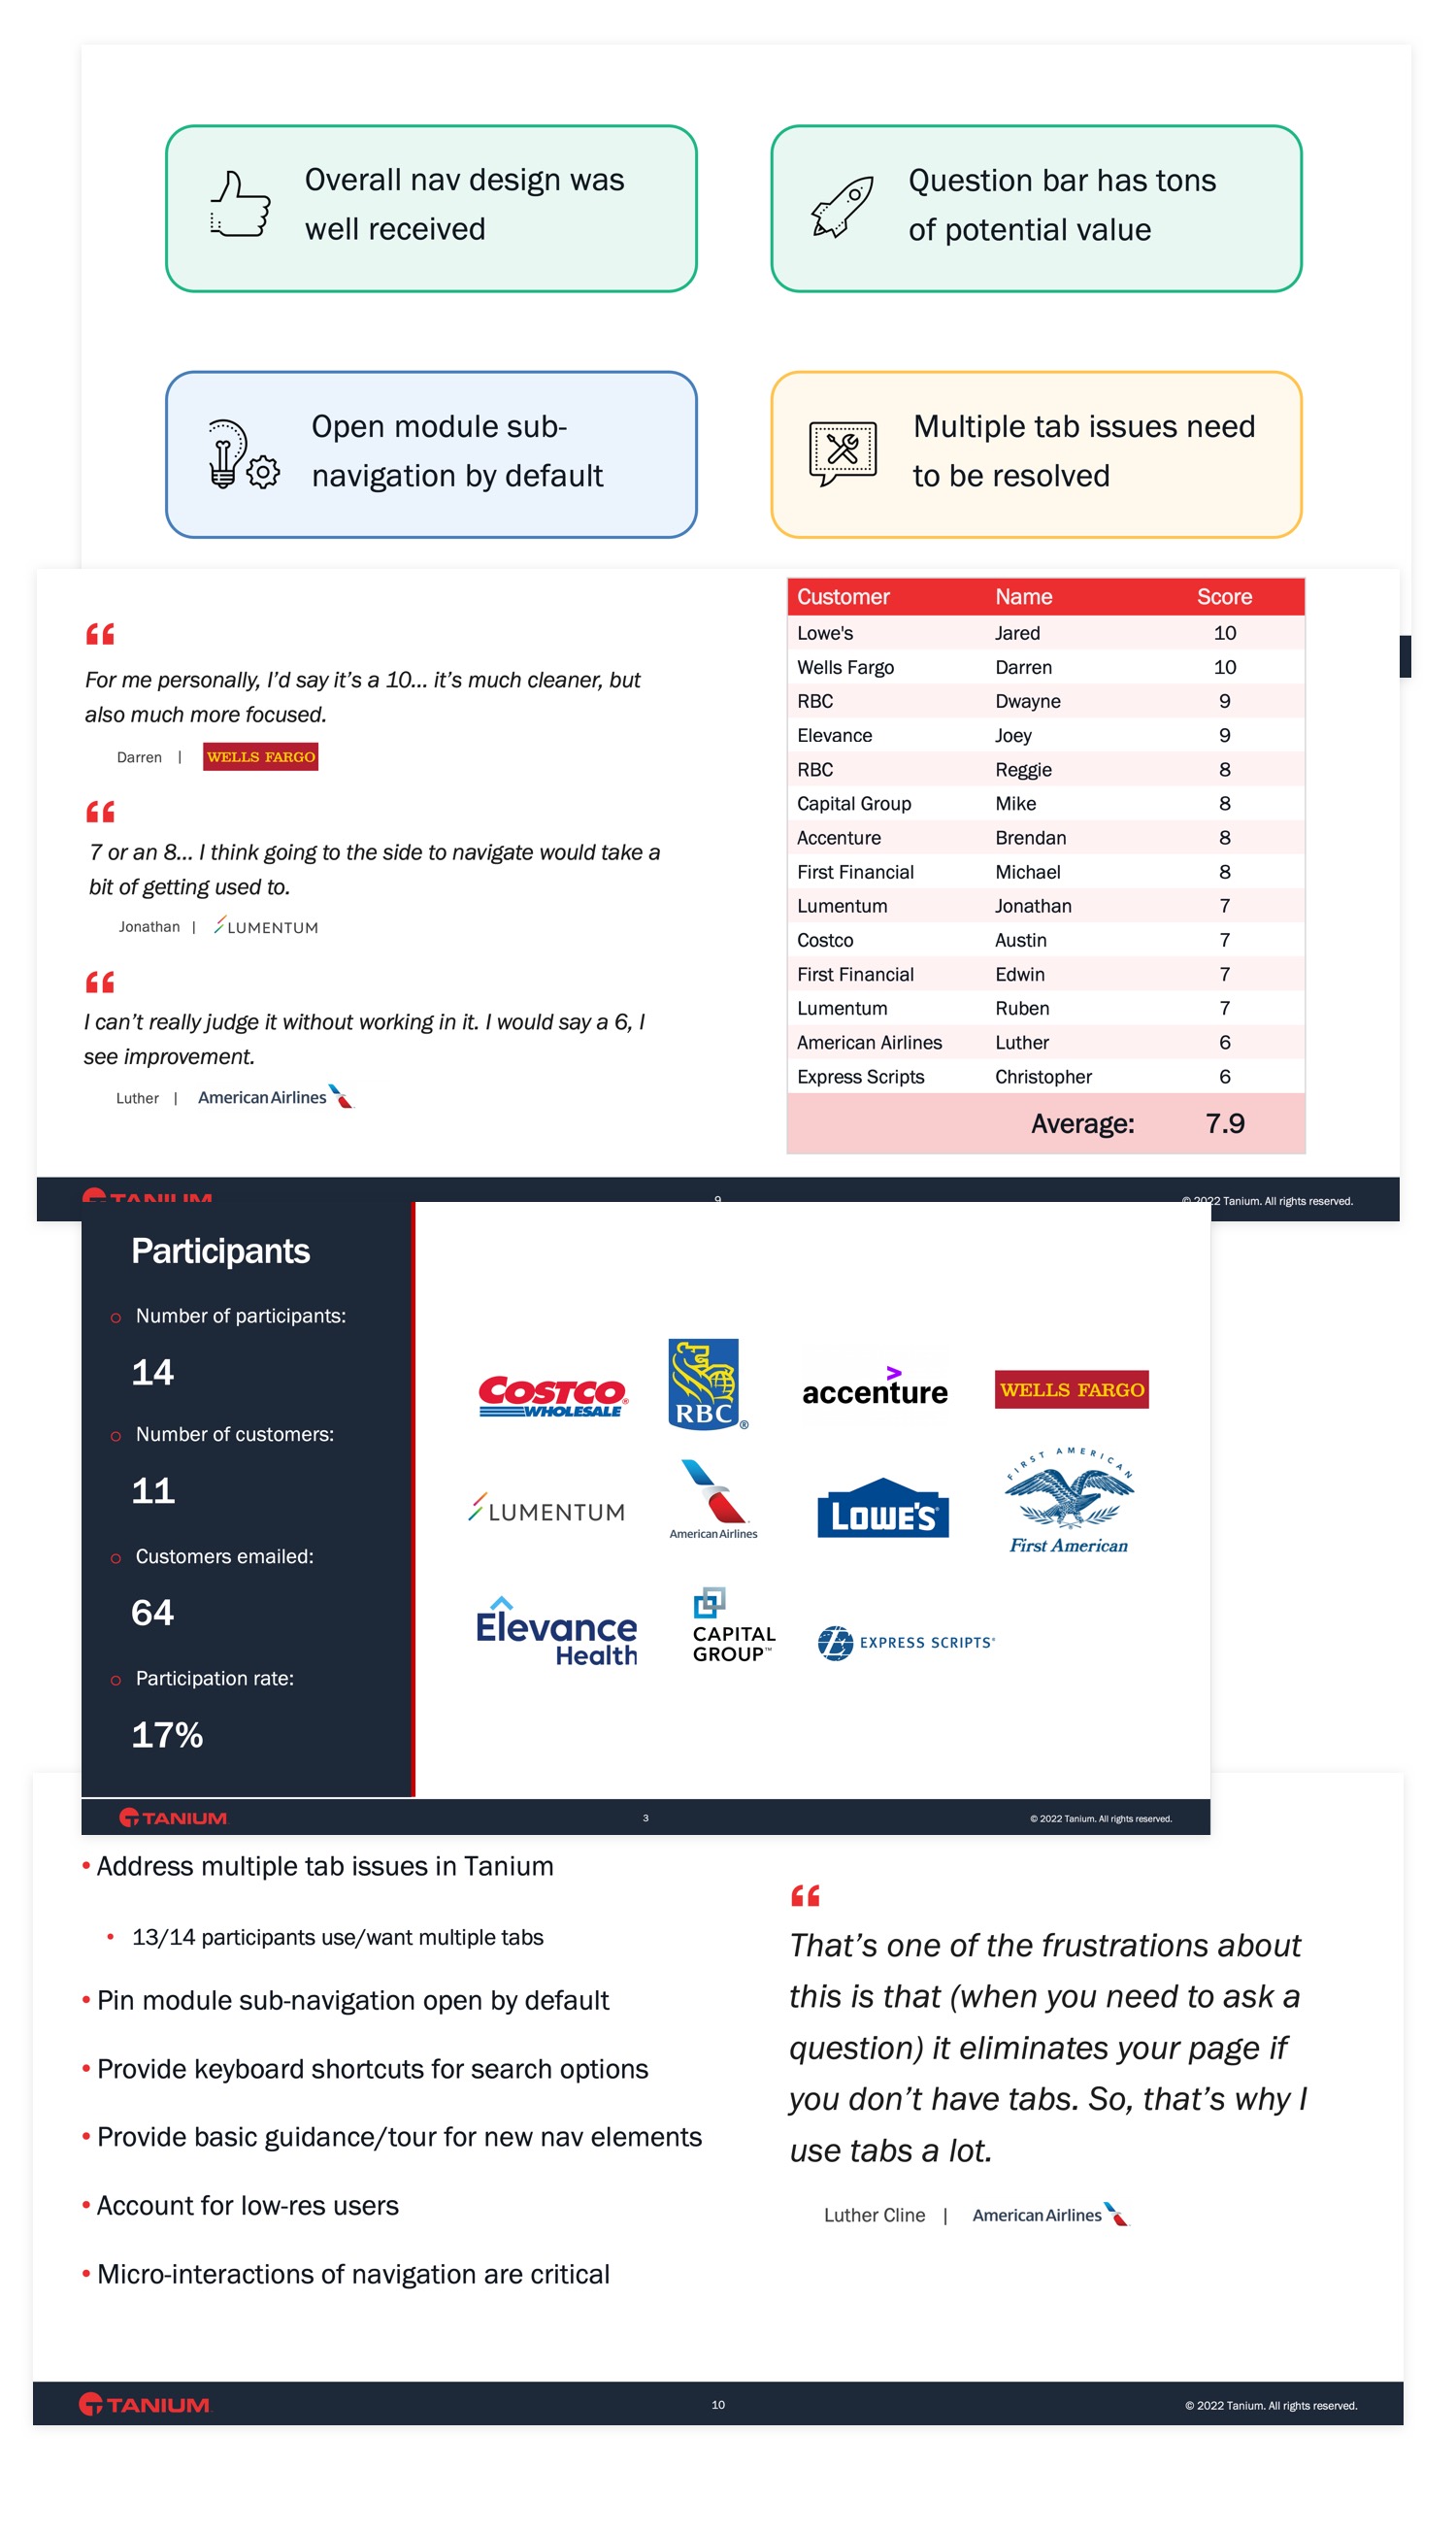 Overall nav design was
well received
Question bar has tons
of potential value
Open module sub-
navigation by default
Multiple tab issues need
to be resolved
For me personally, I’d say it’s a 10... it’s much cleaner, but
also much more focused.
Darren | WELLS FARGO
7 or an 8... I think going to the side to navigate would take a
bit of getting used to.
Jonathan | LUMENTUM
I can’t really judge it without working in it. I would say a 6, I
see improvement.
Luther | American Airlines
Customer Name Score
Lowe's Jared 10
Wells Fargo Darren 10
RBC Dwayne 9
Elevance Joey 9
RBC Reggie 8
Capital Group Mike 8
Accenture Brendan 8
First Financial Michael 8
Lumentum Jonathan 7
Costco Austin 7
First Financial Edwin 7
Lumentum Ruben 7
American Airlines Luther 6
Express Scripts Christopher 6
Average: 7.9
TANIUM 9 © 2022 Tanium. All rights reserved.
Participants
Number of participants:
14
Number of customers:
11
Customers emailed:
64
Participation rate:
17%
COSTCO
WHOLESALE
RBC
accenture
WELLS FARGO
LUMENTUM
American Airlines
LOWE'S
FIRST AMERICAN
First American
Elevance
Health
CAPITAL
GROUP™
EXPRESS SCRIPTS®
TANIUM 3 © 2022 Tanium. All rights reserved.
• Address multiple tab issues in Tanium
• 13/14 participants use/want multiple tabs
• Pin module sub-navigation open by default
• Provide keyboard shortcuts for search options
• Provide basic guidance/tour for new nav elements
• Account for low-res users
• Micro-interactions of navigation are critical
That’s one of the frustrations about
this is that (when you need to ask a
question) it eliminates your page if
you don’t have tabs. So, that’s why I
use tabs a lot.
Luther Cline | American Airlines
TANIUM 10 © 2022 Tanium. All rights reserved.